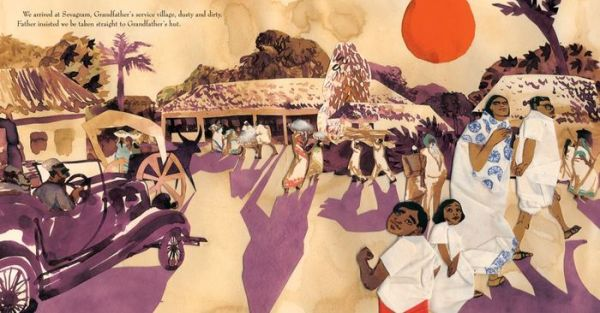 We arrived at Sevagram, Grandfather's service village, dusty and dirty.
Father insisted we be taken straight to Grandfather's hut.